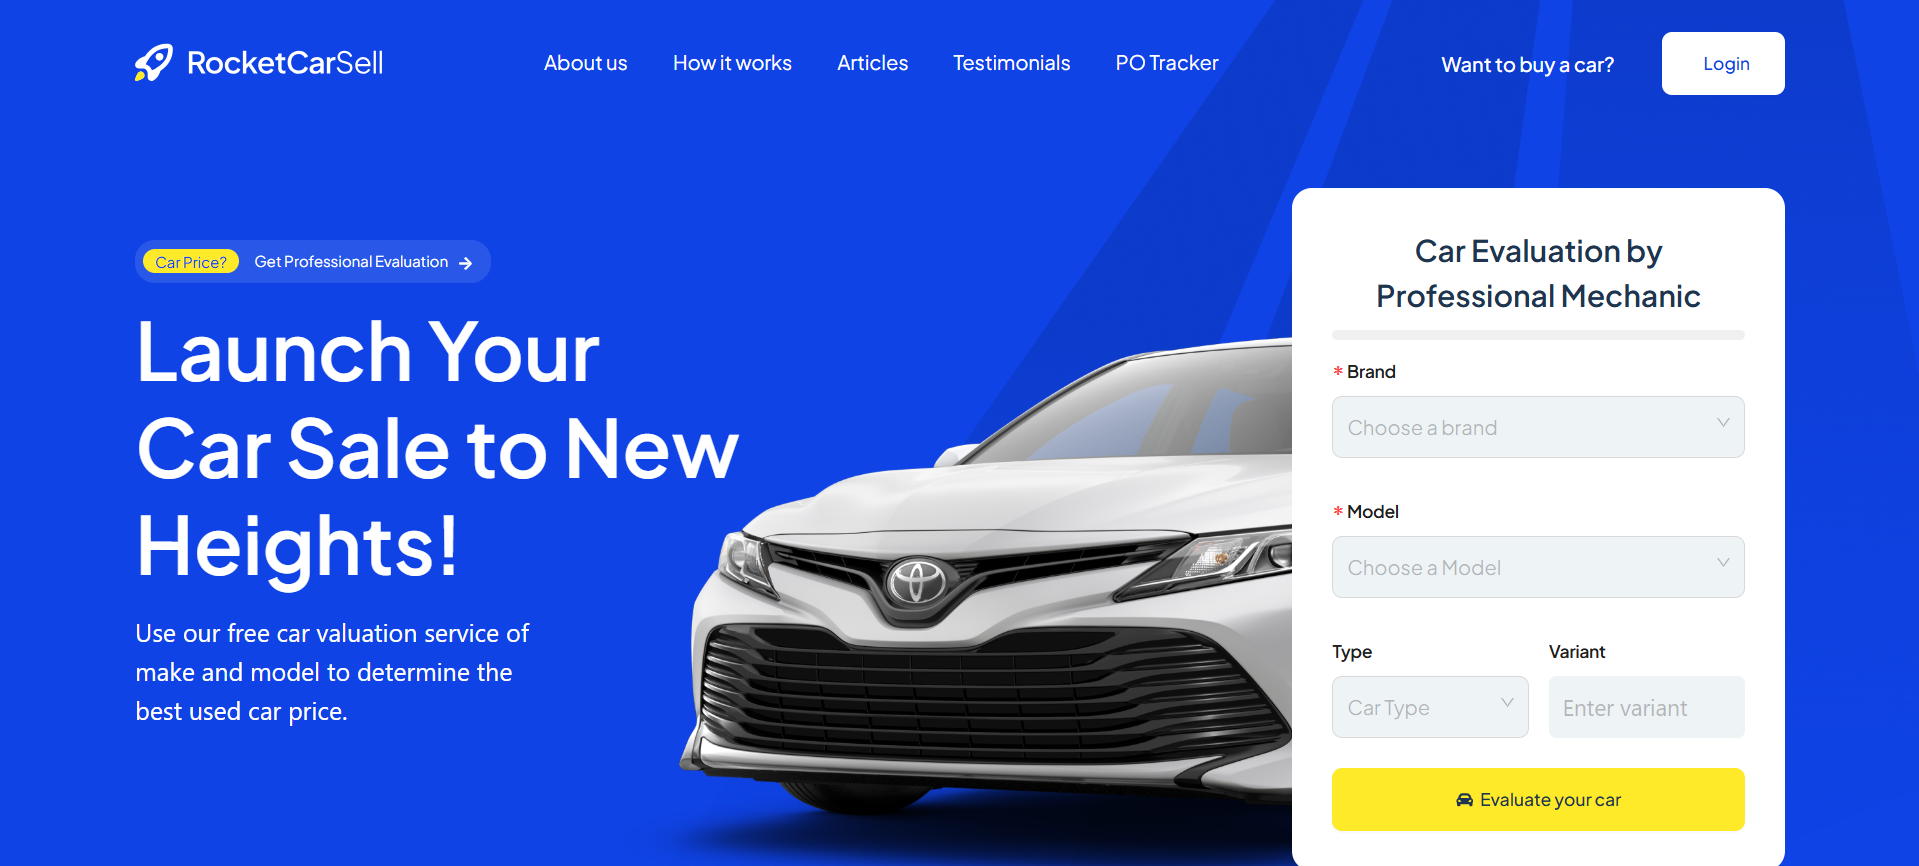 RocketCarSell
About us
How it works
Articles
Testimonials
PO Tracker
Want to buy a car?
Login
Car Price? Get Professional Evaluation
Launch Your
Car Sale to New
Heights!
Use our free car valuation service of
make and model to determine the
best used car price.
Car Evaluation by
Professional Mechanic
* Brand
Choose a brand
* Model
Choose a Model
Type
Car Type
Variant
Enter variant
Evaluate your car